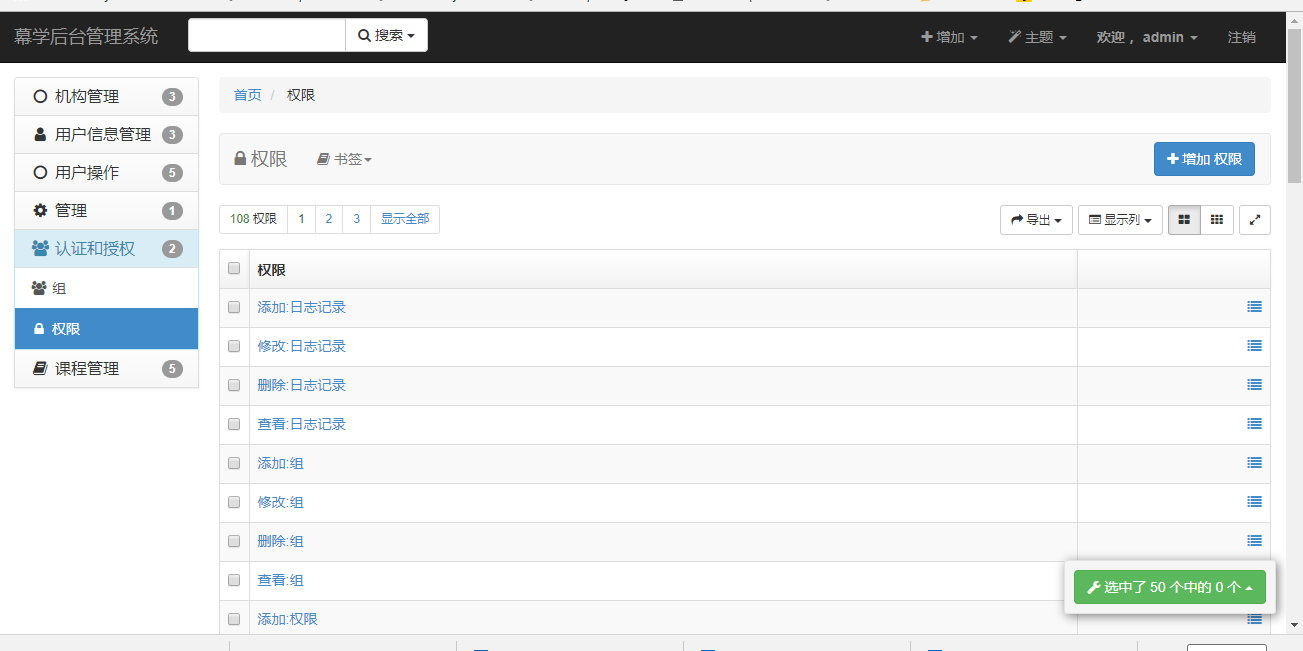 幕学后台管理系统 搜索 增加 主题 欢迎， admin 注销
机构管理 3
用户信息管理 3
用户操作 5
管理 1
认证和授权 2
组
权限
课程管理 5
首页 / 权限
权限 书签 增加 权限
108 权限 1 2 3 显示全部 导出 显示列
权限
添加:日志记录
修改:日志记录
删除:日志记录
查看:日志记录
添加:组
修改:组
删除:组
查看:组
添加:权限
选中了 50 个中的 0 个